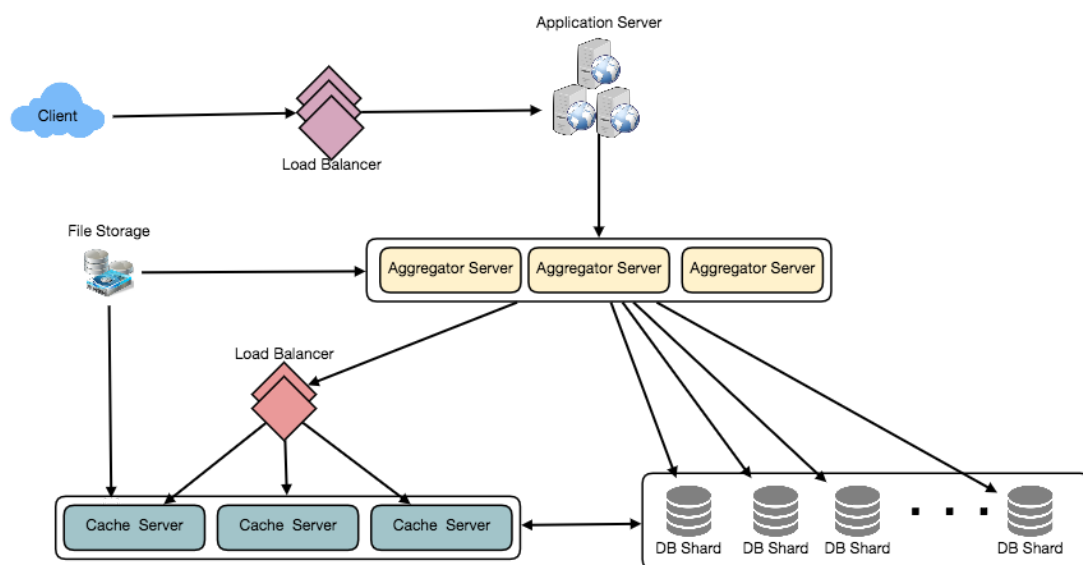 Application Server
Client
Load Balancer
File Storage
Aggregator Server
Aggregator Server
Aggregator Server
Load Balancer
Cache Server
Cache Server
Cache Server
DB Shard
DB Shard
DB Shard
DB Shard